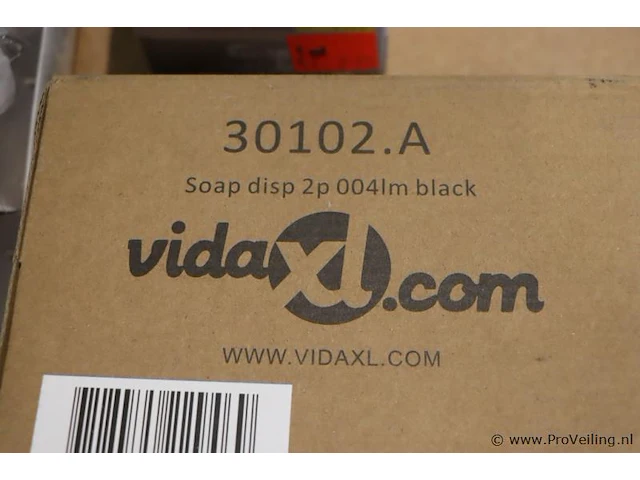 30102.A
Soap disp 2p 004lm black
vidaXL.com
WWW.VIDAXL.COM
© www.ProVeiling.nl